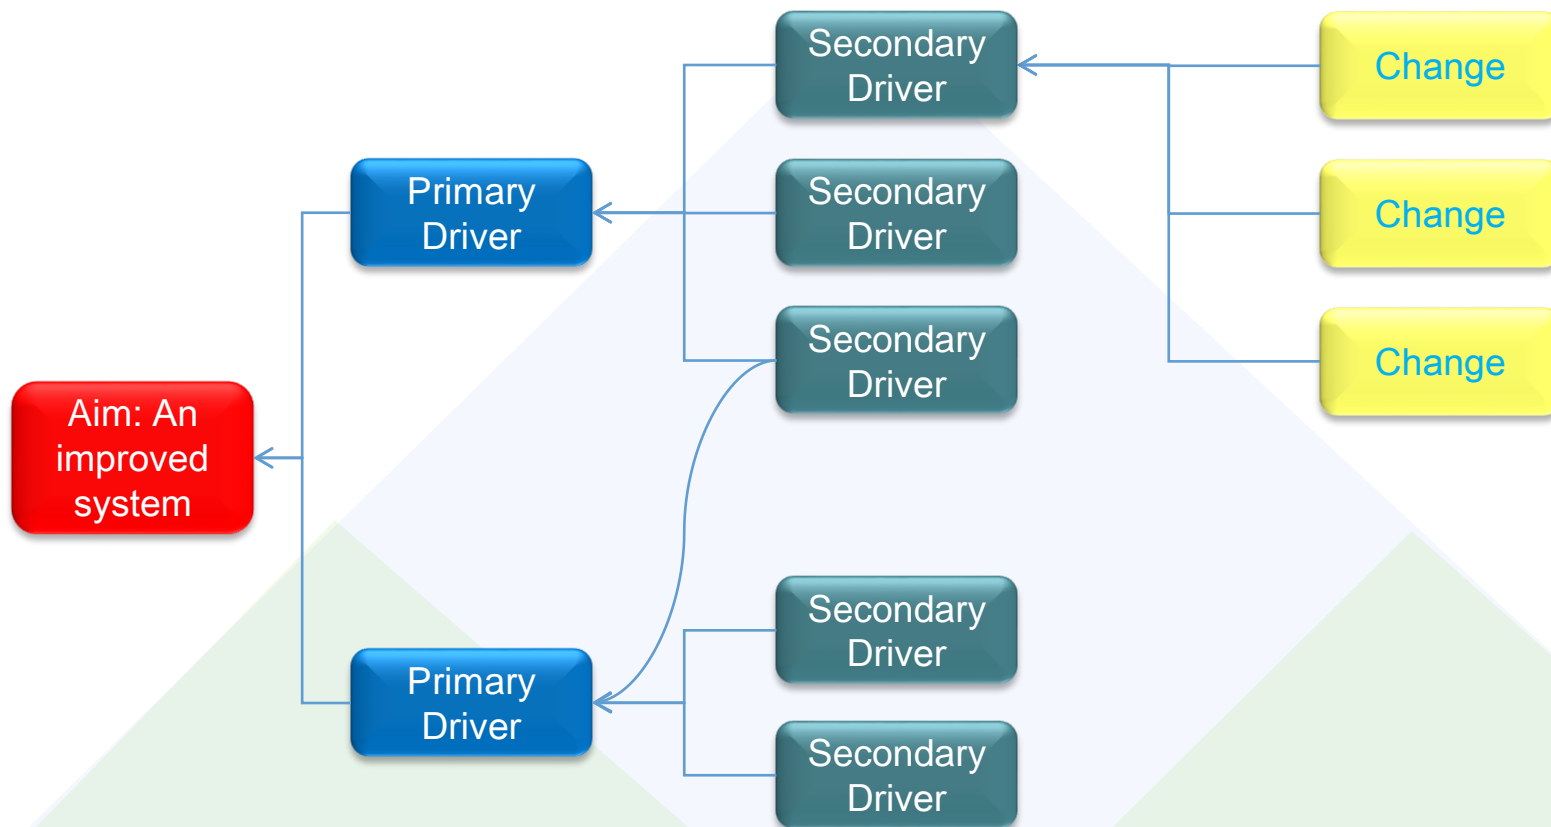 Secondary
Driver
Change
Primary
Driver
Secondary
Driver
Change
Secondary
Driver
Change
Aim: An
improved
system
Secondary
Driver
Primary
Driver
Secondary
Driver